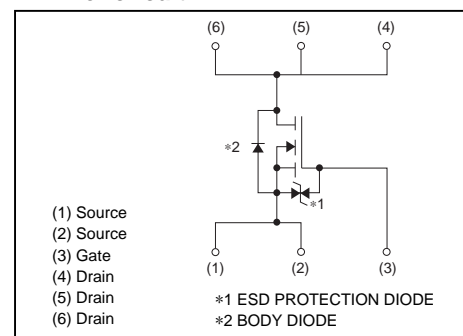 (6) (5) (4)
∗2
∗1
(1) Source
(2) Source
(3) Gate
(4) Drain
(5) Drain
(6) Drain
(1) (2) (3)
∗1 ESD PROTECTION DIODE
∗2 BODY DIODE